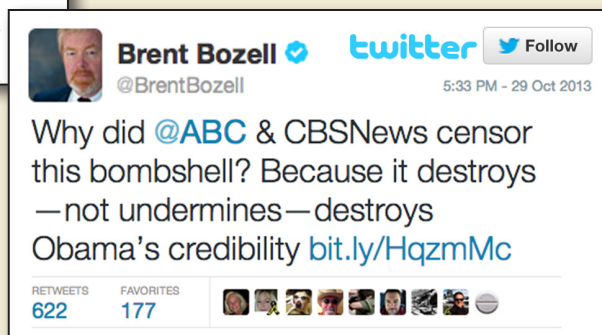 Brent Bozell
twitter
Follow
@BrentBozell
5:33 PM - 29 Oct 2013
Why did @ABC & CBSNews censor
this bombshell? Because it destroys
—not undermines—destroys
Obama's credibility bit.ly/HqzmMc
RETWEETS
FAVORITES
622
177